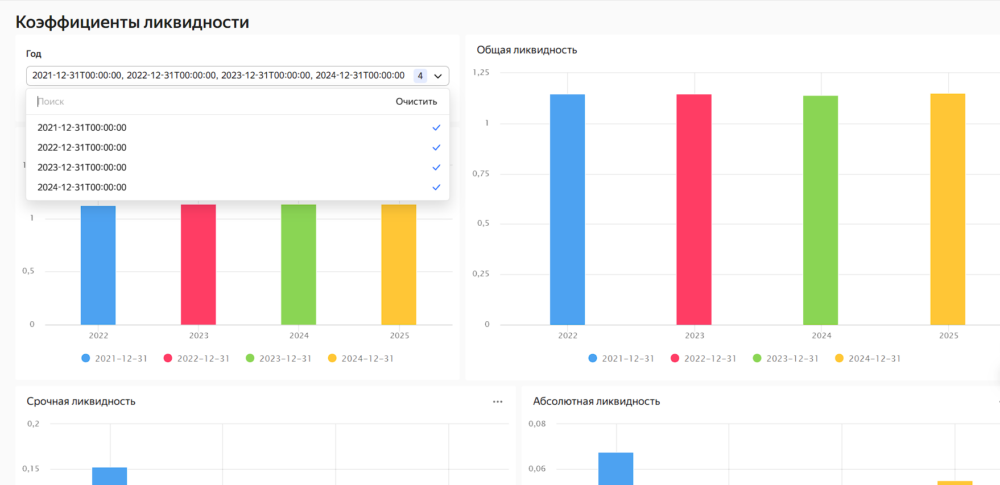 Коэффициенты ликвидности
Год
2021-12-31T00:00:00, 2022-12-31T00:00:00, 2023-12-31T00:00:00, 2024-12-31T00:00:00 4
Поиск Очистить
2021-12-31T00:00:00
2022-12-31T00:00:00
2023-12-31T00:00:00
2024-12-31T00:00:00
1
0,5
0
2022 2023 2024 2025
2021-12-31 2022-12-31 2023-12-31 2024-12-31
Общая ликвидность
1,25
1
0,75
0,5
0,25
0
2022 2023 2024 2025
2021-12-31 2022-12-31 2023-12-31 2024-12-31
Срочная ликвидность
0,2
0,15
Абсолютная ликвидность
0,08
0,06